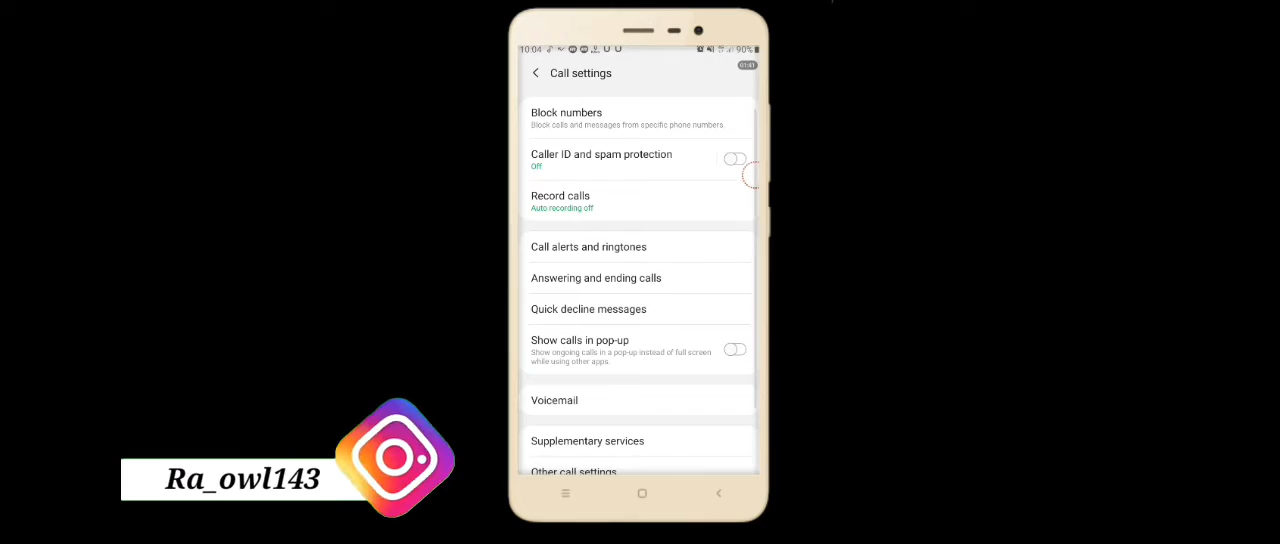 10:04
90%
01:41
Call settings
Block numbers
Block calls and messages from specific phone numbers.
Caller ID and spam protection
Off
Record calls
Auto recording off
Call alerts and ringtones
Answering and ending calls
Quick decline messages
Show calls in pop-up
Show ongoing calls in a pop-up instead of full screen
while using other apps.
Voicemail
Supplementary services
Other call settings
Ra_owl143